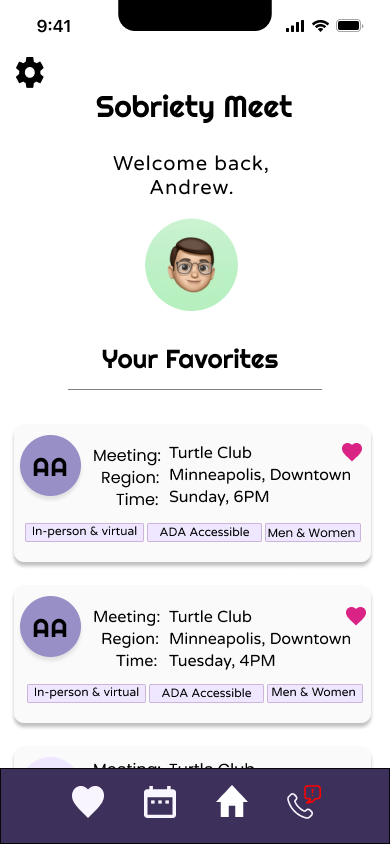 9:41
Sobriety Meet
Welcome back,
Andrew.
Your Favorites
AA
Meeting: Turtle Club
Region: Minneapolis, Downtown
Time: Sunday, 6PM
In-person & virtual ADA Accessible Men & Women
AA
Meeting: Turtle Club
Region: Minneapolis, Downtown
Time: Tuesday, 4PM
In-person & virtual ADA Accessible Men & Women
Meeting: Turtle Club
!